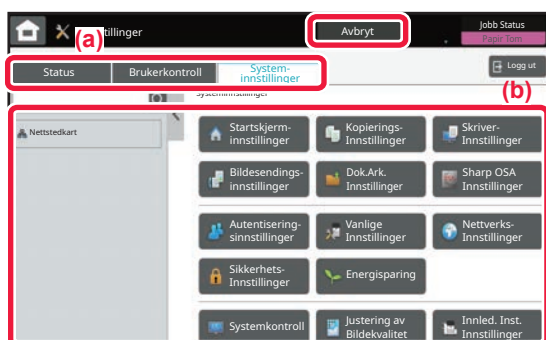 (a)
tillinger
Avbryt
Jobb Status
Papir Tom
Status
Brukerkontroll
System-
innstillinger
Logg ut
(b)
Systeminnstillinger
Nettstedkart
Startskjerm-
innstillinger
Kopierings-
Innstillinger
Skriver-
Innstillinger
Bildesendings-
innstillinger
Dok.Ark.
Innstillinger
Sharp OSA
Innstillinger
Autentisering-
sinnstillinger
Vanlige
Innstillinger
Nettverks-
Innstillinger
Sikkerhets-
Innstillinger
Energisparing
Systemkontroll
Justering av
Bildekvalitet
Innled. Inst.
Innstillinger